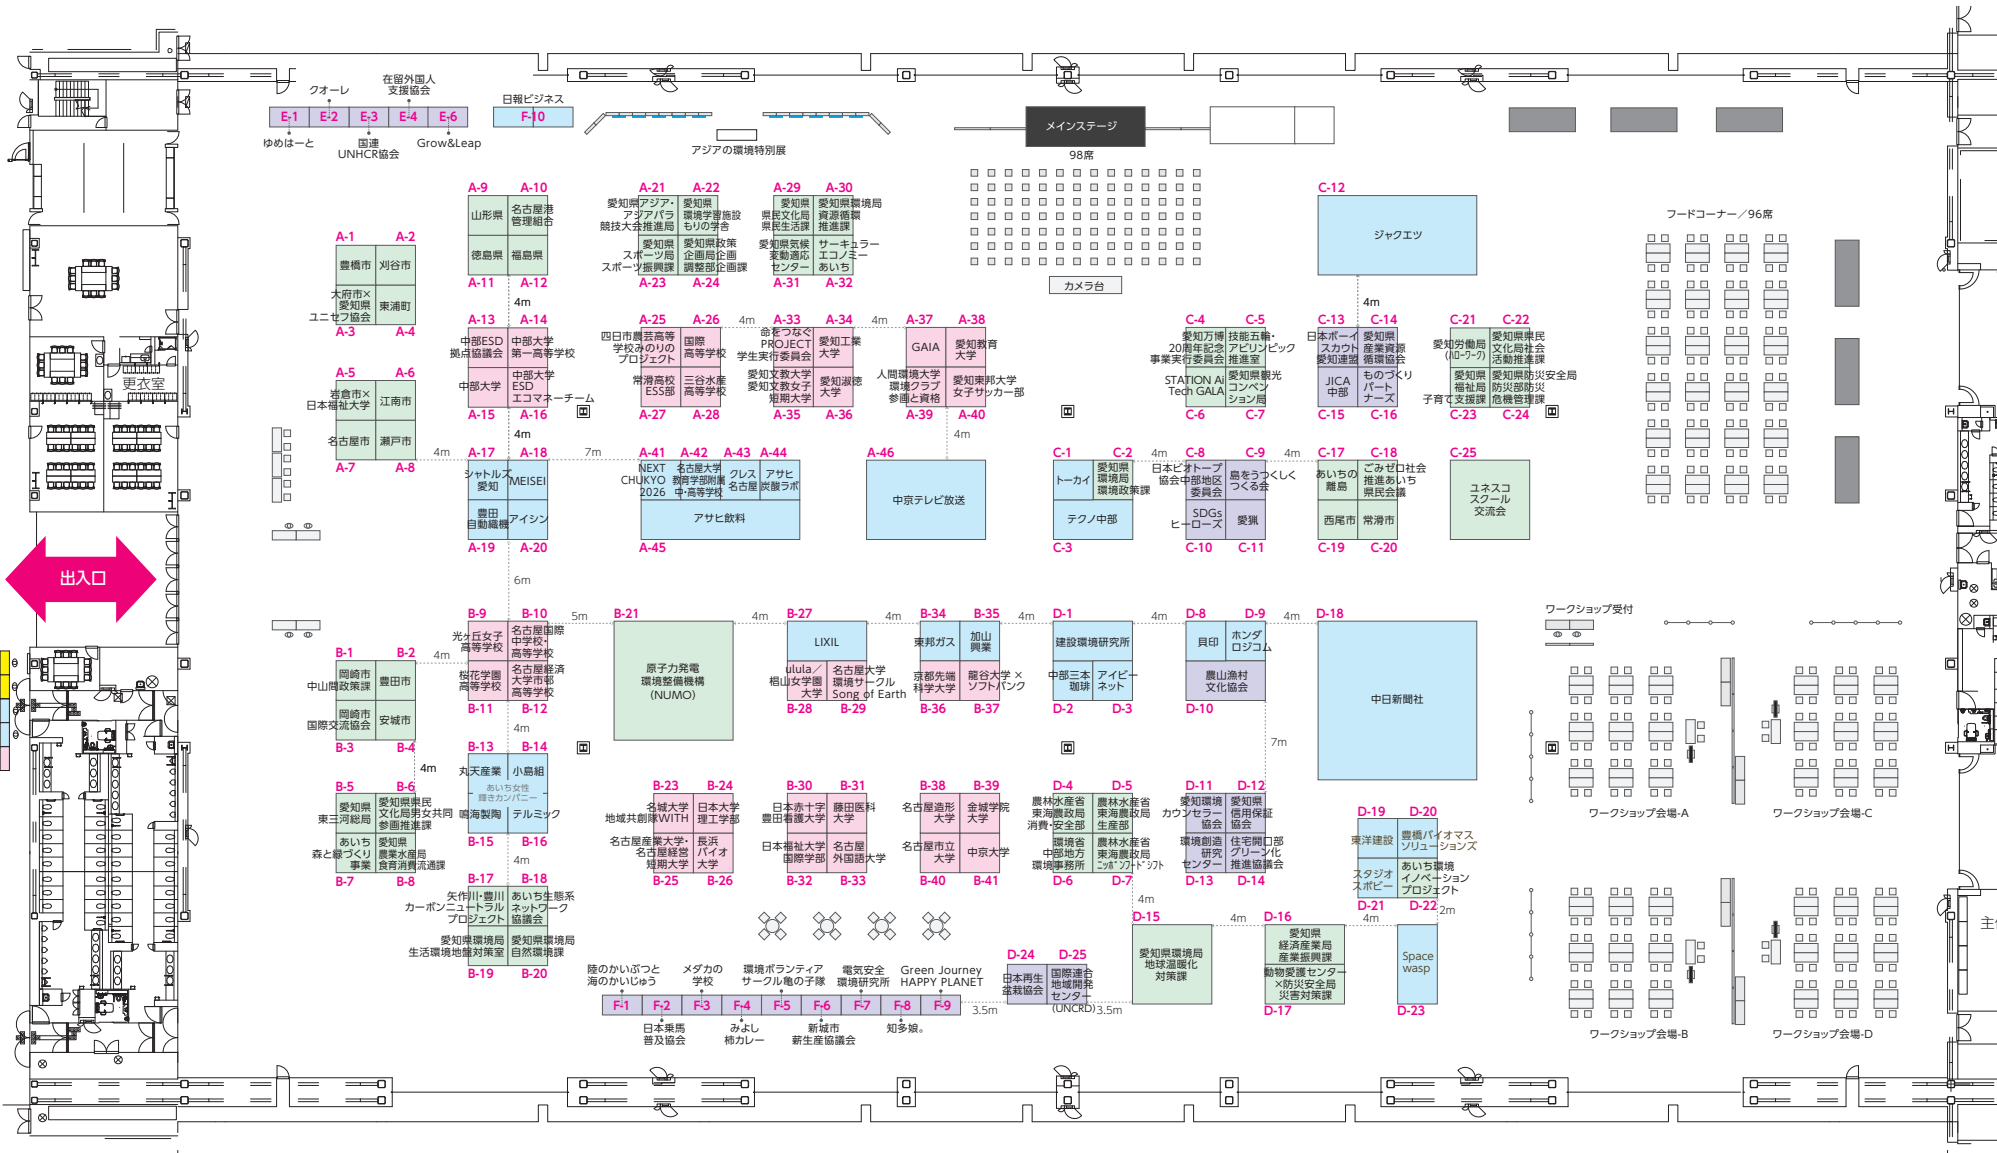 クオーレ
在留外国人
支援協会
E-1
E-2
E-3
E-4
E-6
ゆめはーと
国連
UNHCR協会
Grow&Leap
日報ビジネス
F-10
アジアの環境特別展
メインステージ
98席
カメラ台
フードコーナー／96席
更衣室
出入口
A-1
A-2
豊橋市
刈谷市
大府市×
愛知県
ユニセフ協会
東浦町
A-3
A-4
A-5
A-6
岩倉市×
日本福祉大学
江南市
名古屋市
瀬戸市
A-7
A-8
4m
A-9
A-10
山形県
名古屋港
管理組合
徳島県
福島県
A-11
A-12
4m
A-13
A-14
中部ESD
拠点協議会
中部大学
第一高等学校
中部大学
中部大学
ESD
エコマネーチーム
A-15
A-16
4m
A-17
A-18
シャトルズ
愛知
MEISEI
豊田
自動織機
アイシン
A-19
A-20
7m
6m
A-21
A-22
愛知県アジア・
アジアパラ
競技大会推進局
愛知県
環境学習施設
もりの学舎
愛知県
スポーツ局
スポーツ振興課
愛知県政策
企画局企画
調整部企画課
A-23
A-24
A-25
A-26
四日市農芸高等
学校みのりの
プロジェクト
国際
高等学校
常滑高校
ESS部
三谷水産
高等学校
A-27
A-28
4m
A-29
A-30
愛知県
県民文化局
県民生活課
愛知県環境局
資源循環
推進課
愛知県気候
変動適応
センター
サーキュラー
エコノミー
あいち
A-31
A-32
A-33
A-34
命をつなぐ
PROJECT
学生実行委員会
愛知工業
大学
愛知文教大学
愛知文教女子
短期大学
愛知淑徳
大学
A-35
A-36
4m
A-37
A-38
GAIA
愛知教育
大学
人間環境大学
環境クラブ
参画と資格
愛知東邦大学
女子サッカー部
A-39
A-40
4m
A-41
A-42
A-43
A-44
NEXT
CHUKYO
2026
名古屋大学
教育学部附属
中・高等学校
クレス
名古屋
アサヒ
炭酸ラボ
アサヒ飲料
A-45
A-46
中京テレビ放送
C-1
C-2
トーカイ
愛知県
環境局
環境政策課
テクノ中部
C-3
4m
C-4
C-5
愛知万博
20周年記念
事業実行委員会
技能五輪・
アビリンピック
推進室
STATION Ai
Tech GALA
愛知県観光
コンベン
ション局
C-6
C-7
C-8
C-9
日本ビオトープ
協会中部地区
委員会
島をうつくしく
つくる会
SDGs
ヒーローズ
愛猟
C-10
C-11
4m
C-12
ジャクエツ
4m
C-13
C-14
日本ボーイ
スカウト
愛知連盟
愛知県
産業資源
循環協会
JICA
中部
ものづくり
パート
ナーズ
C-15
C-16
C-17
C-18
あいちの
離島
ごみゼロ社会
推進あいち
県民会議
西尾市
常滑市
C-19
C-20
C-21
C-22
愛知労働局
(ハローワーク)
愛知県県民
文化局社会
活動推進課
愛知県
福祉局
子育て支援課
愛知県防災安全局
防災部防災
危機管理課
C-23
C-24
C-25
ユネスコ
スクール
交流会
B-1
B-2
岡崎市
中山間政策課
豊田市
岡崎市
国際交流協会
安城市
B-3
B-4
4m
4m
B-5
B-6
愛知県
東三河総局
愛知県県民
文化局男女共同
参画推進課
あいち
森と緑づくり
事業
愛知県
農業水産局
食育消費流通課
B-7
B-8
B-9
B-10
光ヶ丘女子
高等学校
名古屋国際
中学校・
高等学校
桜花学園
高等学校
名古屋経済
大学市邨
高等学校
B-11
B-12
5m
4m
B-13
B-14
丸天産業
小島組
あいち女性
輝きカンパニー
鳴海製陶
テルミック
B-15
B-16
4m
B-17
B-18
矢作川・豊川
カーボンニュートラル
プロジェクト
あいち生態系
ネットワーク
協議会
愛知県環境局
生活環境地盤対策室
愛知県環境局
自然環境課
B-19
B-20
B-21
原子力発電
環境整備機構
(NUMO)
4m
B-23
B-24
名城大学
地域共創隊WITH
日本大学
理工学部
名古屋産業大学・
名古屋経営
短期大学
長浜
バイオ
大学
B-25
B-26
B-27
LIXIL
ulula／
椙山女学園
大学
名古屋大学
環境サークル
Song of Earth
B-28
B-29
4m
B-30
B-31
日本赤十字
豊田看護大学
藤田医科
大学
日本福祉大学
国際学部
名古屋
外国語大学
B-32
B-33
B-34
B-35
東邦ガス
加山
興業
京都先端
科学大学
龍谷大学×
ソフトバンク
B-36
B-37
4m
B-38
B-39
名古屋造形
大学
金城学院
大学
名古屋市立
大学
中京大学
B-40
B-41
D-1
建設環境研究所
中部三本
珈琲
アイビー
ネット
D-2
D-3
4m
D-4
D-5
農林水産省
東海農政局
消費・安全部
農林水産省
東海農政局
生産部
環境省
中部地方
環境事務所
農林水産省
東海農政局
ニッポンフードシフト
D-6
D-7
4m
D-8
D-9
貝印
ホンダ
ロジコム
農山漁村
文化協会
D-10
4m
7m
D-11
D-12
愛知環境
カウンセラー
協会
愛知県
信用保証
協会
環境創造
研究
センター
住宅開口部
グリーン化
推進協議会
D-13
D-14
D-15
愛知県環境局
地球温暖化
対策課
4m
D-16
愛知県
経済産業局
産業振興課
動物愛護センター
×防災安全局
災害対策課
D-17
4m
D-18
中日新聞社
D-19
D-20
東洋建設
豊橋バイオマス
ソリューションズ
スタジオ
スポビー
あいち環境
イノベーション
プロジェクト
D-21
D-22
2m
Space
wasp
D-23
D-24
D-25
日本再生
盆栽協会
国際連合
地域開発
センター
(UNCRD)
3.5m
3.5m
陸のかいぶつと
海のかいじゅう
メダカの
学校
環境ボランティア
サークル亀の子隊
電気安全
環境研究所
Green Journey
HAPPY PLANET
F-1
F-2
F-3
F-4
F-5
F-6
F-7
F-8
F-9
日本乗馬
普及協会
みよし
柿カレー
新城市
薪生産協議会
知多娘。
ワークショップ受付
ワークショップ会場-A
ワークショップ会場-C
ワークショップ会場-B
ワークショップ会場-D